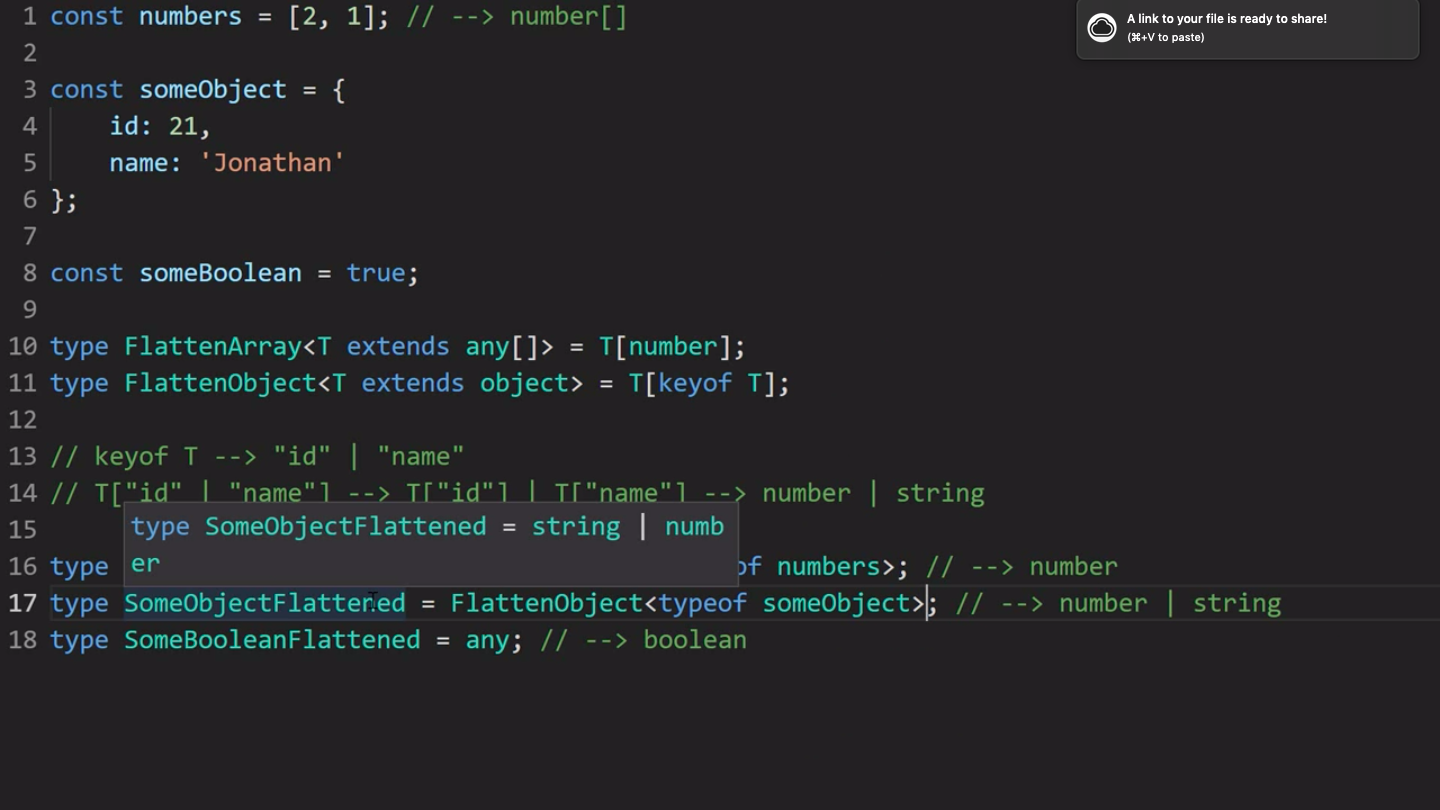 1 const numbers = [2, 1]; // --> number[]
A link to your file is ready to share!
(⌘+V to paste)
2
3 const someObject = {
4 id: 21,
5 name: 'Jonathan'
6 };
7
8 const someBoolean = true;
9
10 type FlattenArray<T extends any[]> = T[number];
11 type FlattenObject<T extends object> = T[keyof T];
12
13 // keyof T --> "id" | "name"
14 // T["id" | "name"] --> T["id"] | T["name"] --> number | string
15
type SomeObjectFlattened = string | numb
er
16 type of numbers>; // --> number
17 type SomeObjectFlattened = FlattenObject<typeof someObject>; // --> number | string
18 type SomeBooleanFlattened = any; // --> boolean